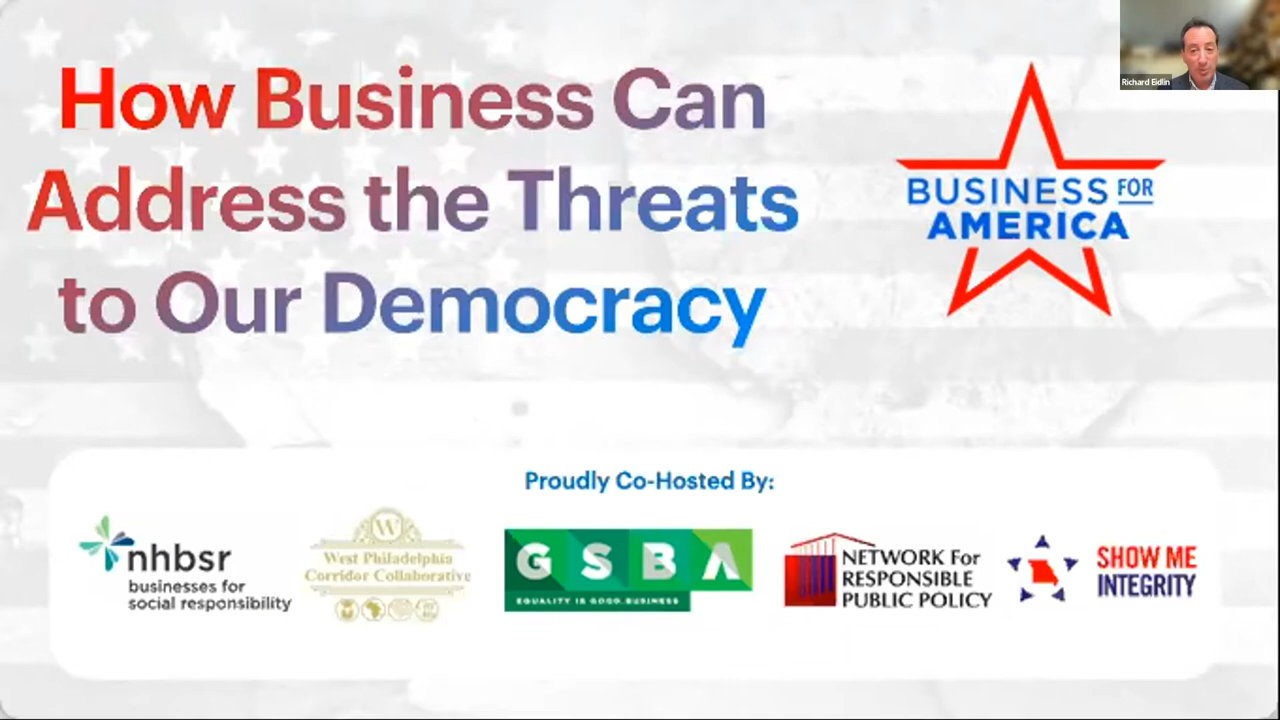 How Business Can
Address the Threats
to Our Democracy
Richard Eidlin
BUSINESS FOR
AMERICA
Proudly Co-Hosted By:
nhbsr
businesses for
social responsibility
W
West Philadelphia
Corridor Collaborative
GSBA
EQUALITY IS GOOD BUSINESS
NETWORK For
RESPONSIBLE
PUBLIC POLICY
SHOW ME
INTEGRITY